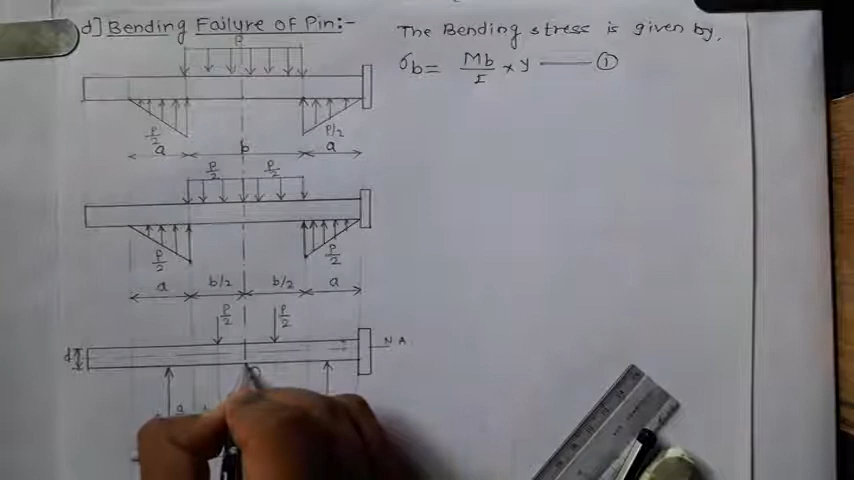 d] Bending Failure of Pin:-
P
P/2
P/2
a
b
a
P/2
P/2
P/2
P/2
a
b/2
b/2
a
P/2
P/2
d
N A
a
The Bending stress is given by,
σb = Mb/I × y ——— ①